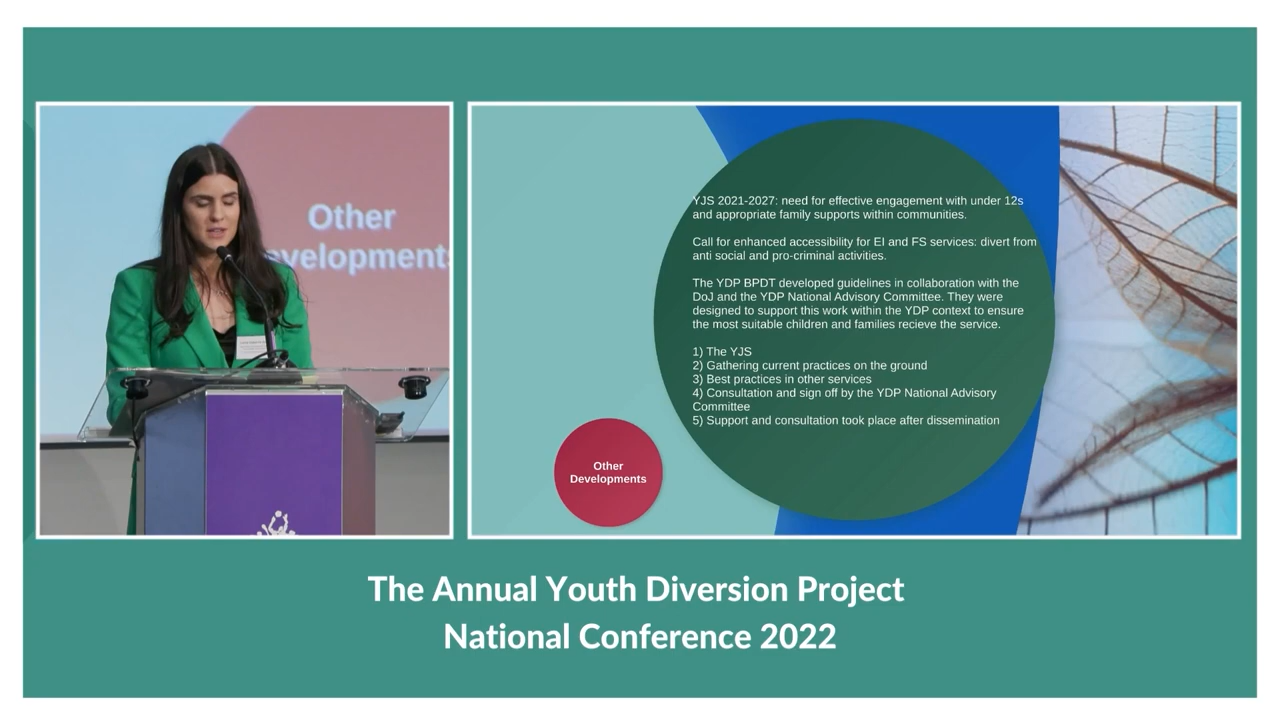 Other
evelopments
YJS 2021-2027: need for effective engagement with under 12s
and appropriate family supports within communities.
Call for enhanced accessibility for EI and FS services: divert from
anti social and pro-criminal activities.
The YDP BPDT developed guidelines in collaboration with the
DoJ and the YDP National Advisory Committee. They were
designed to support this work within the YDP context to ensure
the most suitable children and families recieve the service.
1) The YJS
2) Gathering current practices on the ground
3) Best practices in other services
4) Consultation and sign off by the YDP National Advisory
Committee
5) Support and consultation took place after dissemination
Other
Developments
The Annual Youth Diversion Project
National Conference 2022